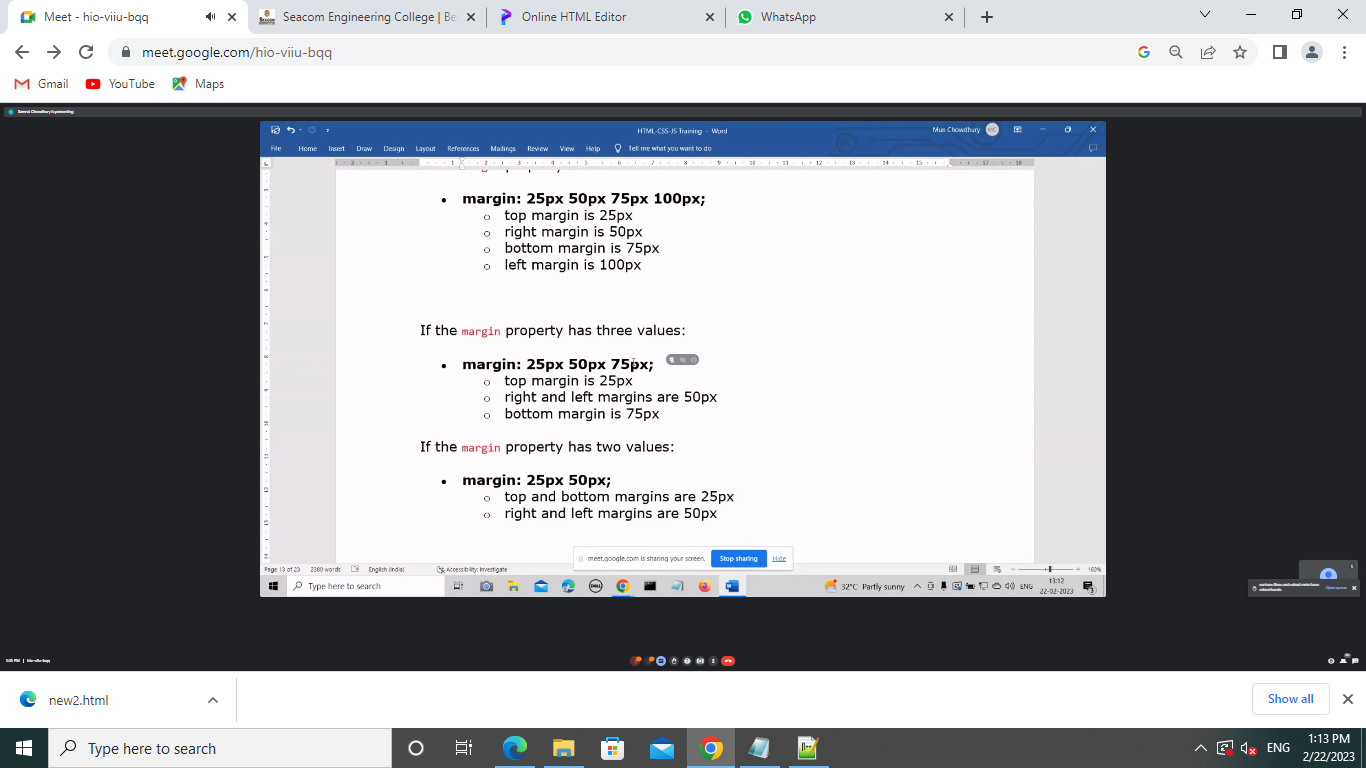 Meet - hio-viiu-bqq
Seacom Engineering College | Be
Online HTML Editor
WhatsApp
meet.google.com/hio-viiu-bqq
Gmail
YouTube
Maps
HTML-CSS-JS Training - Word
Mun Chowdhury
MC
File Home Insert Draw Design Layout References Mailings Review View Help Tell me what you want to do
• margin: 25px 50px 75px 100px;
o top margin is 25px
o right margin is 50px
o bottom margin is 75px
o left margin is 100px
If the margin property has three values:
• margin: 25px 50px 75px;
o top margin is 25px
o right and left margins are 50px
o bottom margin is 75px
If the margin property has two values:
• margin: 25px 50px;
o top and bottom margins are 25px
o right and left margins are 50px
meet.google.com is sharing your screen.
Stop sharing
Hide
Page 13 of 23 2380 words English (India) Accessibility: Investigate 160%
Type here to search
DELL
32°C Partly sunny
ENG
13:12
22-02-2023
hio-viiu-bqq
new2.html
Show all
Type here to search
ENG
1:13 PM
2/22/2023